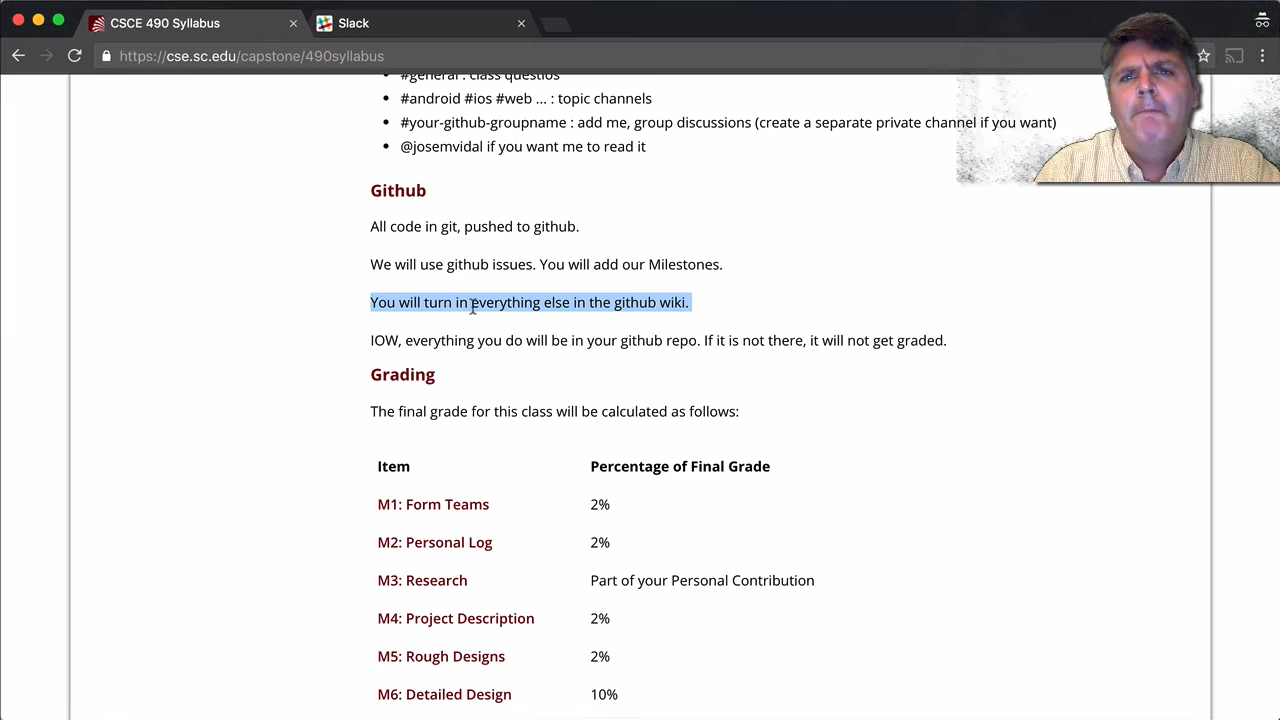 CSCE 490 Syllabus
Slack
https://cse.sc.edu/capstone/490syllabus
#general : class questios
#android #ios #web ... : topic channels
#your-github-groupname : add me, group discussions (create a separate private channel if you want)
@josemvidal if you want me to read it
Github
All code in git, pushed to github.
We will use github issues. You will add our Milestones.
You will turn in everything else in the github wiki.
IOW, everything you do will be in your github repo. If it is not there, it will not get graded.
Grading
The final grade for this class will be calculated as follows:
Item Percentage of Final Grade
M1: Form Teams 2%
M2: Personal Log 2%
M3: Research Part of your Personal Contribution
M4: Project Description 2%
M5: Rough Designs 2%
M6: Detailed Design 10%